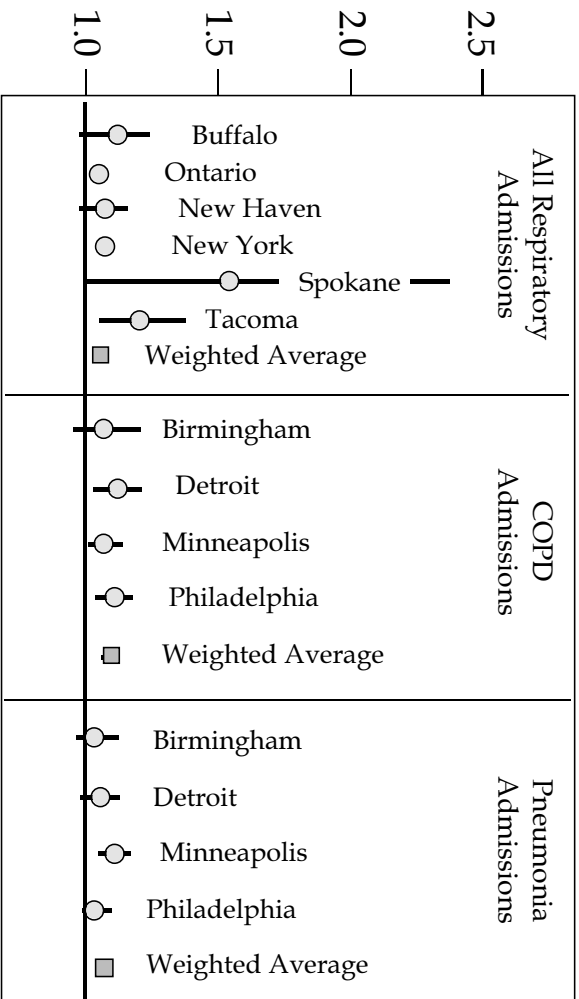 1.0
1.5
2.0
2.5
All Respiratory
Admissions
Buffalo
Ontario
New Haven
New York
Spokane
Tacoma
Weighted Average
COPD
Admissions
Birmingham
Detroit
Minneapolis
Philadelphia
Weighted Average
Pneumonia
Admissions
Birmingham
Detroit
Minneapolis
Philadelphia
Weighted Average